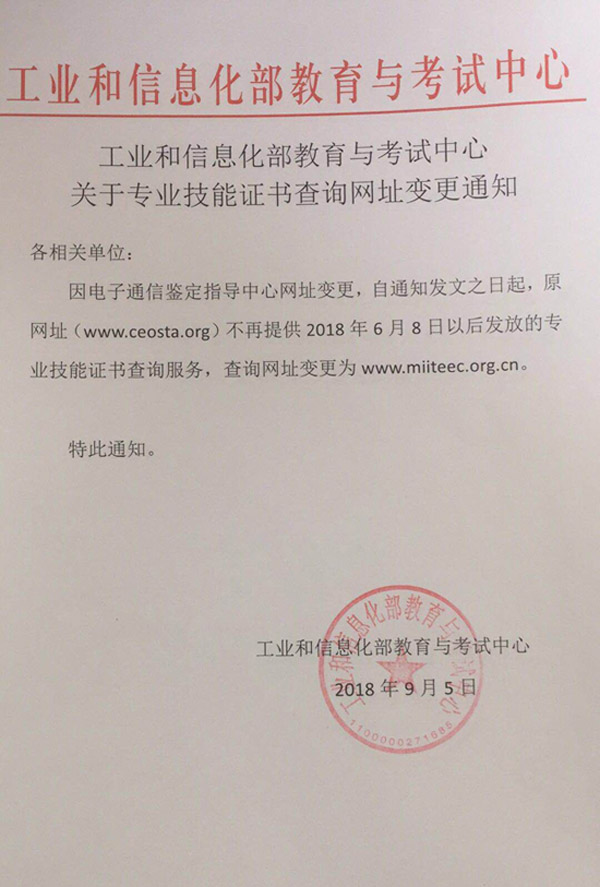 工业和信息化部教育与考试中心
工业和信息化部教育与考试中心
关于专业技能证书查询网址变更通知
各相关单位：
因电子通信鉴定指导中心网址变更，自通知发文之日起，原
网址（www.ceosta.org）不再提供 2018 年 6 月 8 日以后发放的专
业技能证书查询服务，查询网址变更为 www.miiteec.org.cn。
特此通知。
工业和信息化部教育与考试中心
2018 年 9 月 5 日
工业和信息化部教育与考试中心
1100000271685